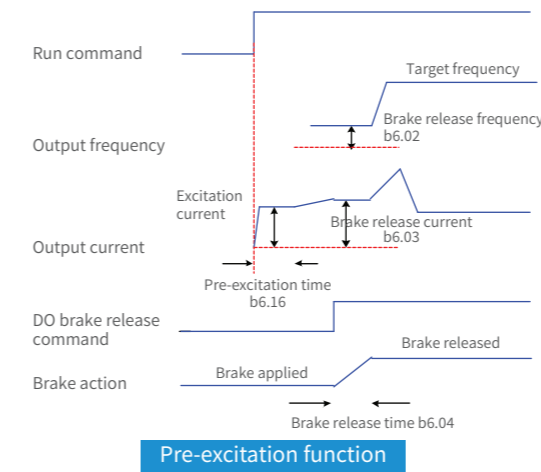 Run command
Target frequency
Brake release frequency
b6.02
Output frequency
Excitation
current
Brake release current
b6.03
Output current
Pre-excitation time
b6.16
DO brake release
command
Brake released
Brake applied
Brake action
Brake release time b6.04
Pre-excitation function